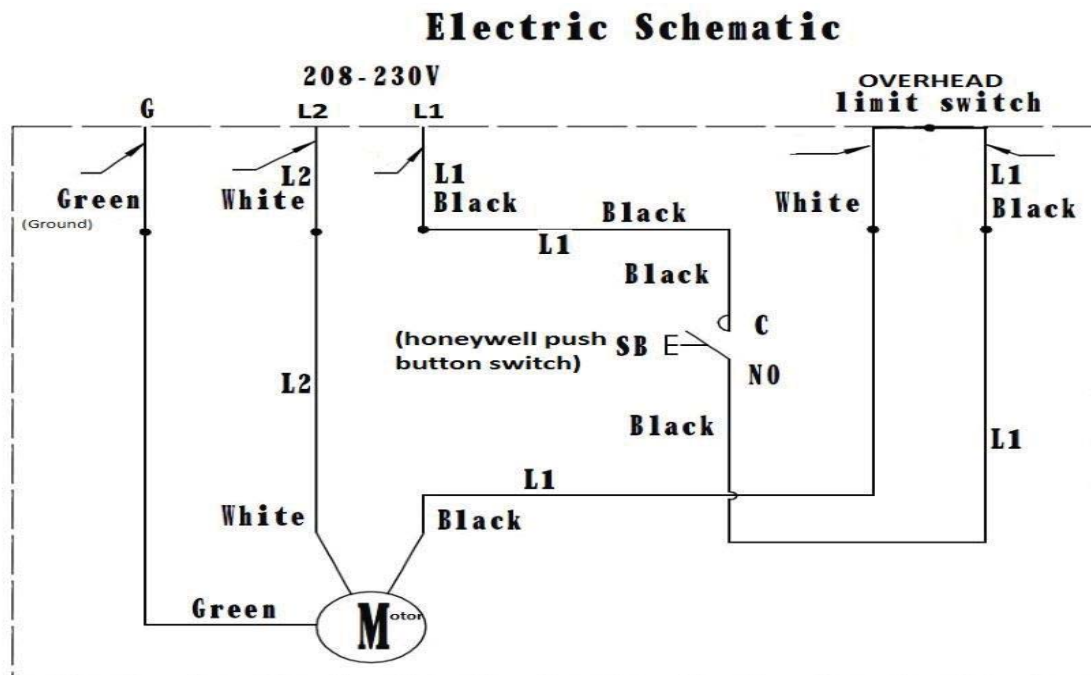 Electric Schematic
208-230V
OVERHEAD
limit switch
G
L2
L1
Green
(Ground)
L2
White
L1
Black
Black
L1
White
L1
Black
Black
C
(honeywell push
button switch)
SB
NO
L2
Black
L1
L1
White
Black
Green
Motor